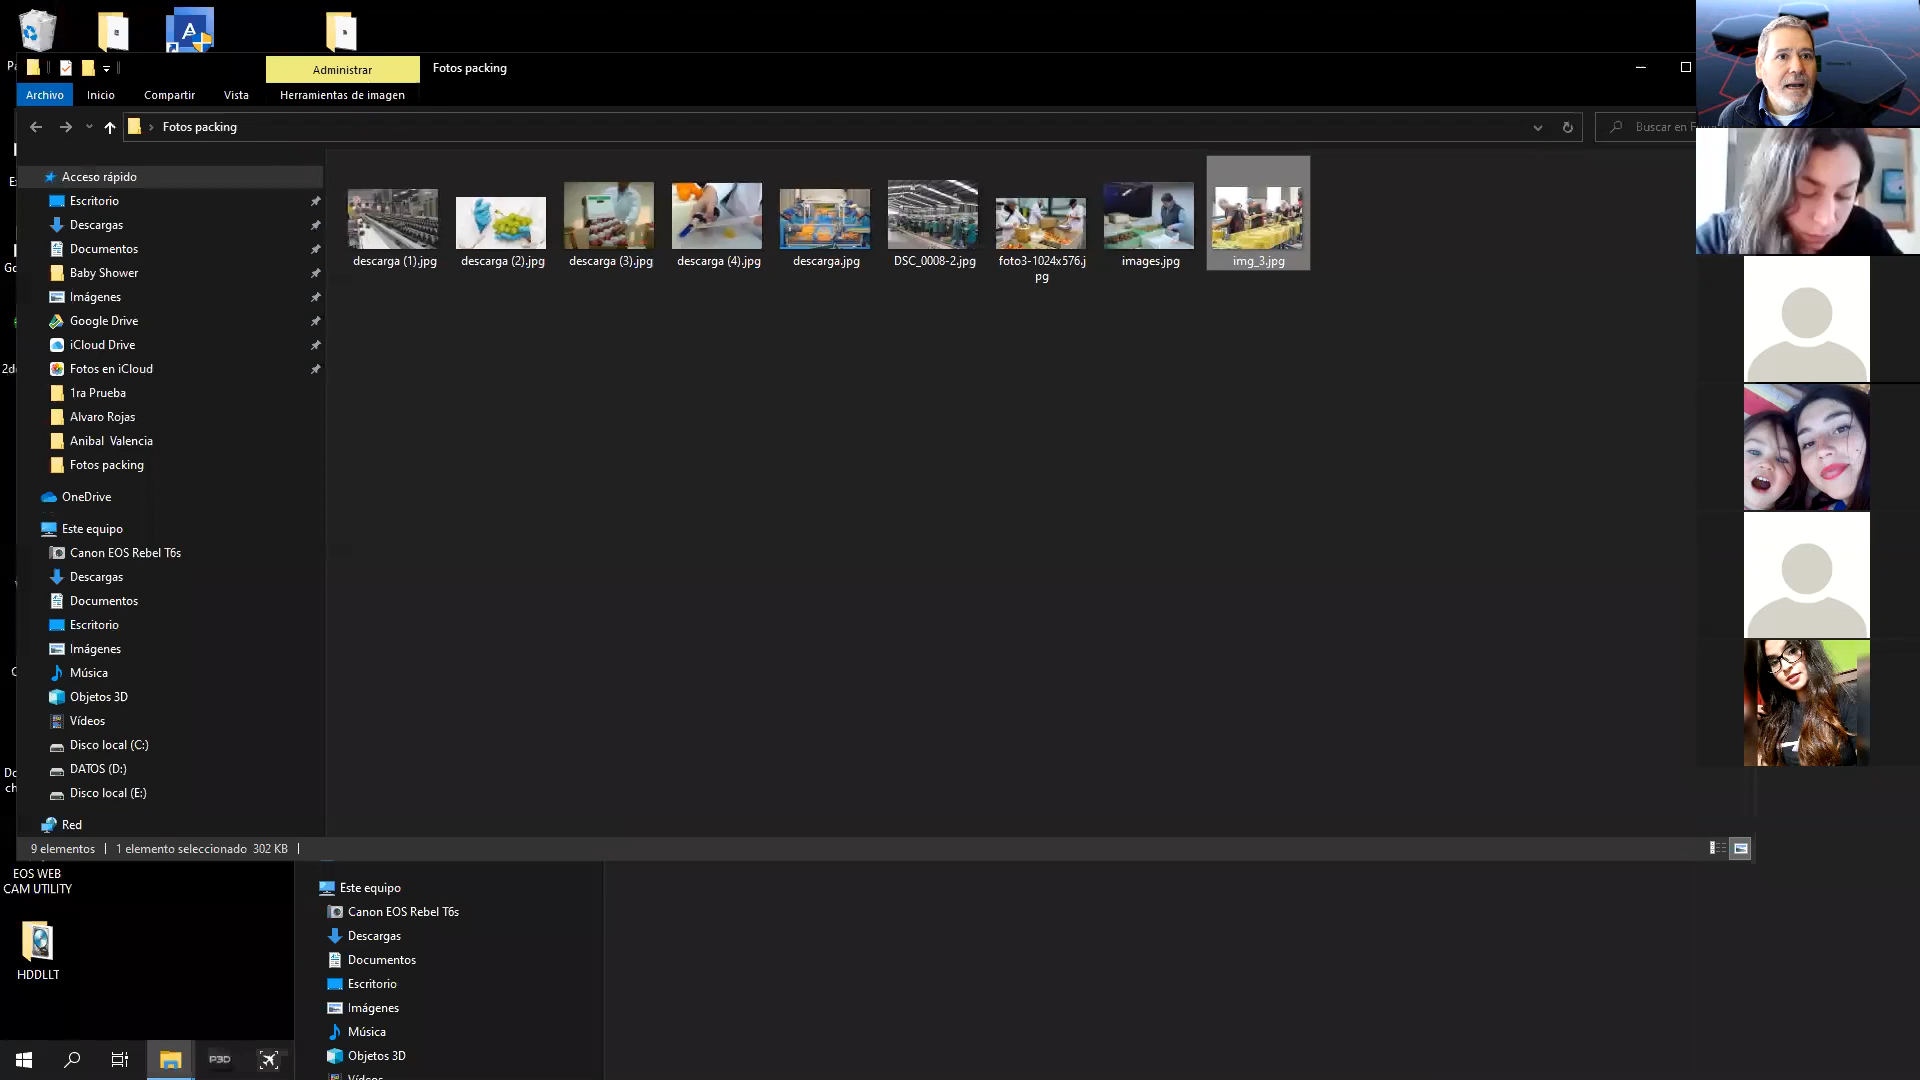 Administrar
Fotos packing
Archivo
Inicio
Compartir
Vista
Herramientas de imagen
Fotos packing
Buscar en
Acceso rápido
Escritorio
Descargas
Documentos
Baby Shower
Imágenes
Google Drive
iCloud Drive
Fotos en iCloud
1ra Prueba
Alvaro Rojas
Anibal Valencia
Fotos packing
OneDrive
Este equipo
Canon EOS Rebel T6s
Descargas
Documentos
Escritorio
Imágenes
Música
Objetos 3D
Vídeos
Disco local (C:)
DATOS (D:)
Disco local (E:)
Red
descarga (1).jpg
descarga (2).jpg
descarga (3).jpg
descarga (4).jpg
descarga.jpg
DSC_0008-2.jpg
foto3-1024x576.j
pg
images.jpg
img_3.jpg
9 elementos
1 elemento seleccionado 302 KB
EOS WEB
CAM UTILITY
HDDLLT
Este equipo
Canon EOS Rebel T6s
Descargas
Documentos
Escritorio
Imágenes
Música
Objetos 3D
Vídeos
P3D